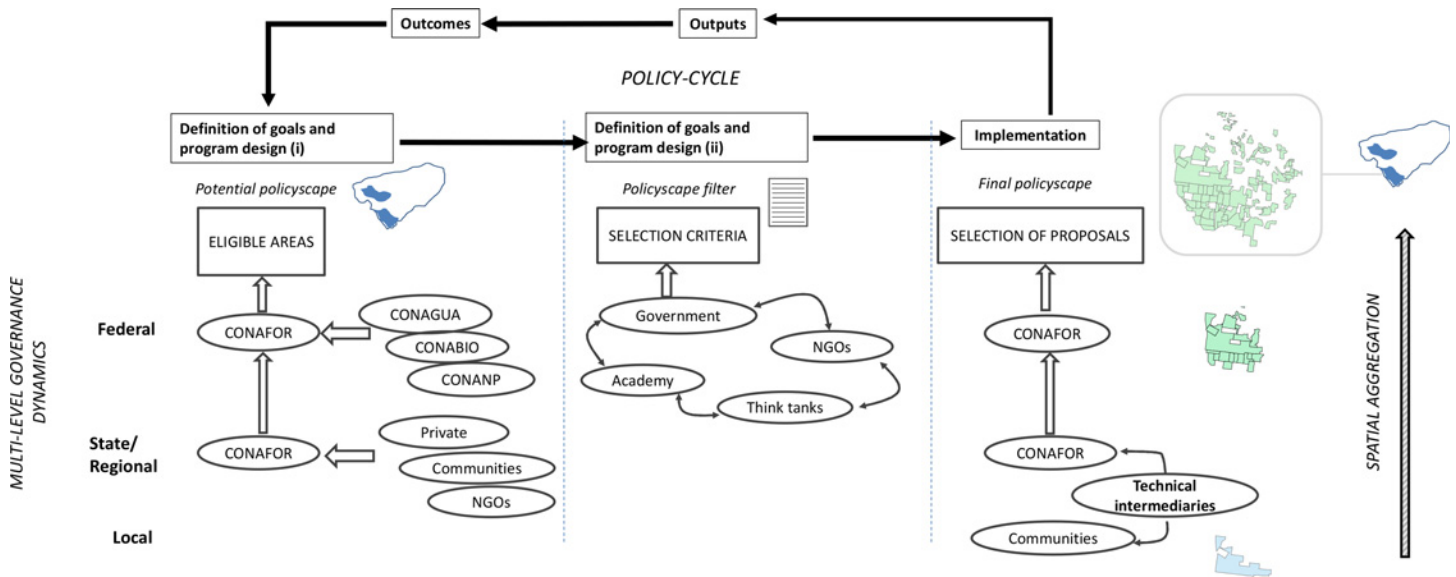 Outcomes
Outputs
POLICY-CYCLE
Definition of goals and
program design (i)
Definition of goals and
program design (ii)
Implementation
Potential policyscape
Policyscape filter
Final policyscape
ELIGIBLE AREAS
SELECTION CRITERIA
SELECTION OF PROPOSALS
MULTI-LEVEL GOVERNANCE
DYNAMICS
Federal
CONAFOR
CONAGUA
CONABIO
CONANP
State/
Regional
CONAFOR
Private
Communities
NGOs
Local
Government
NGOs
Academy
Think tanks
CONAFOR
CONAFOR
Technical
intermediaries
Communities
SPATIAL AGGREGATION